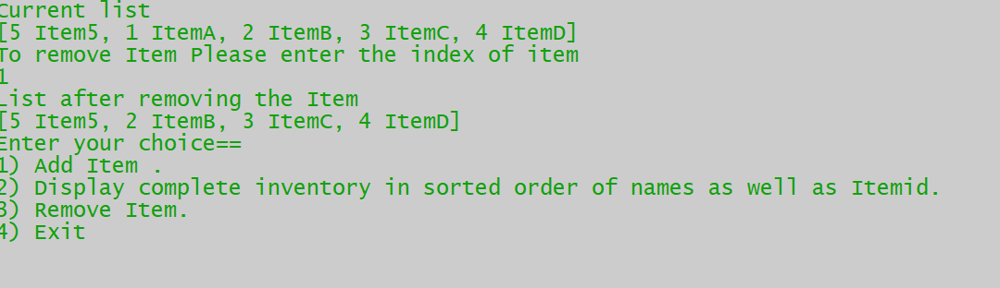 Current list
[5 Item5, 1 ItemA, 2 ItemB, 3 ItemC, 4 ItemD]
To remove Item Please enter the index of item
1
List after removing the Item
[5 Item5, 2 ItemB, 3 ItemC, 4 ItemD]
Enter your choice==
1) Add Item .
2) Display complete inventory in sorted order of names as well as Itemid.
3) Remove Item.
4) Exit